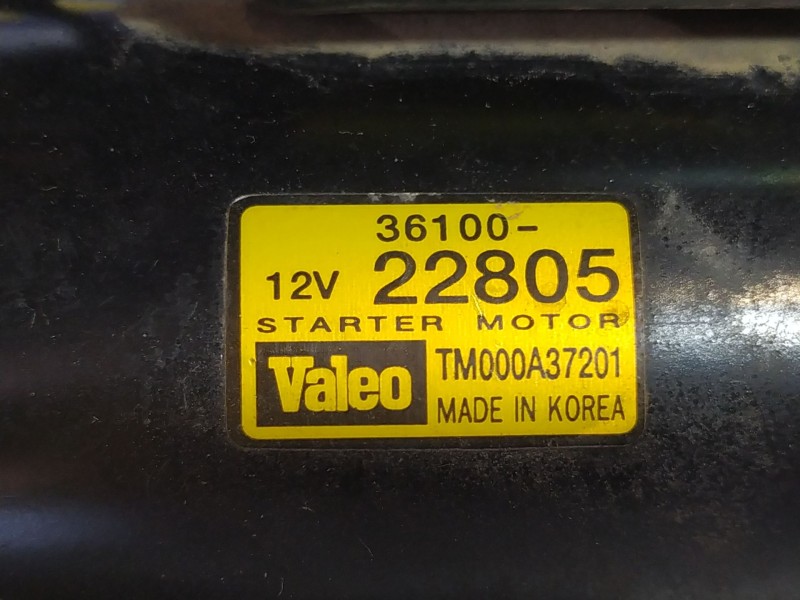 36100-
12V 22805
STARTER MOTOR
Valeo TM000A37201
MADE IN KOREA